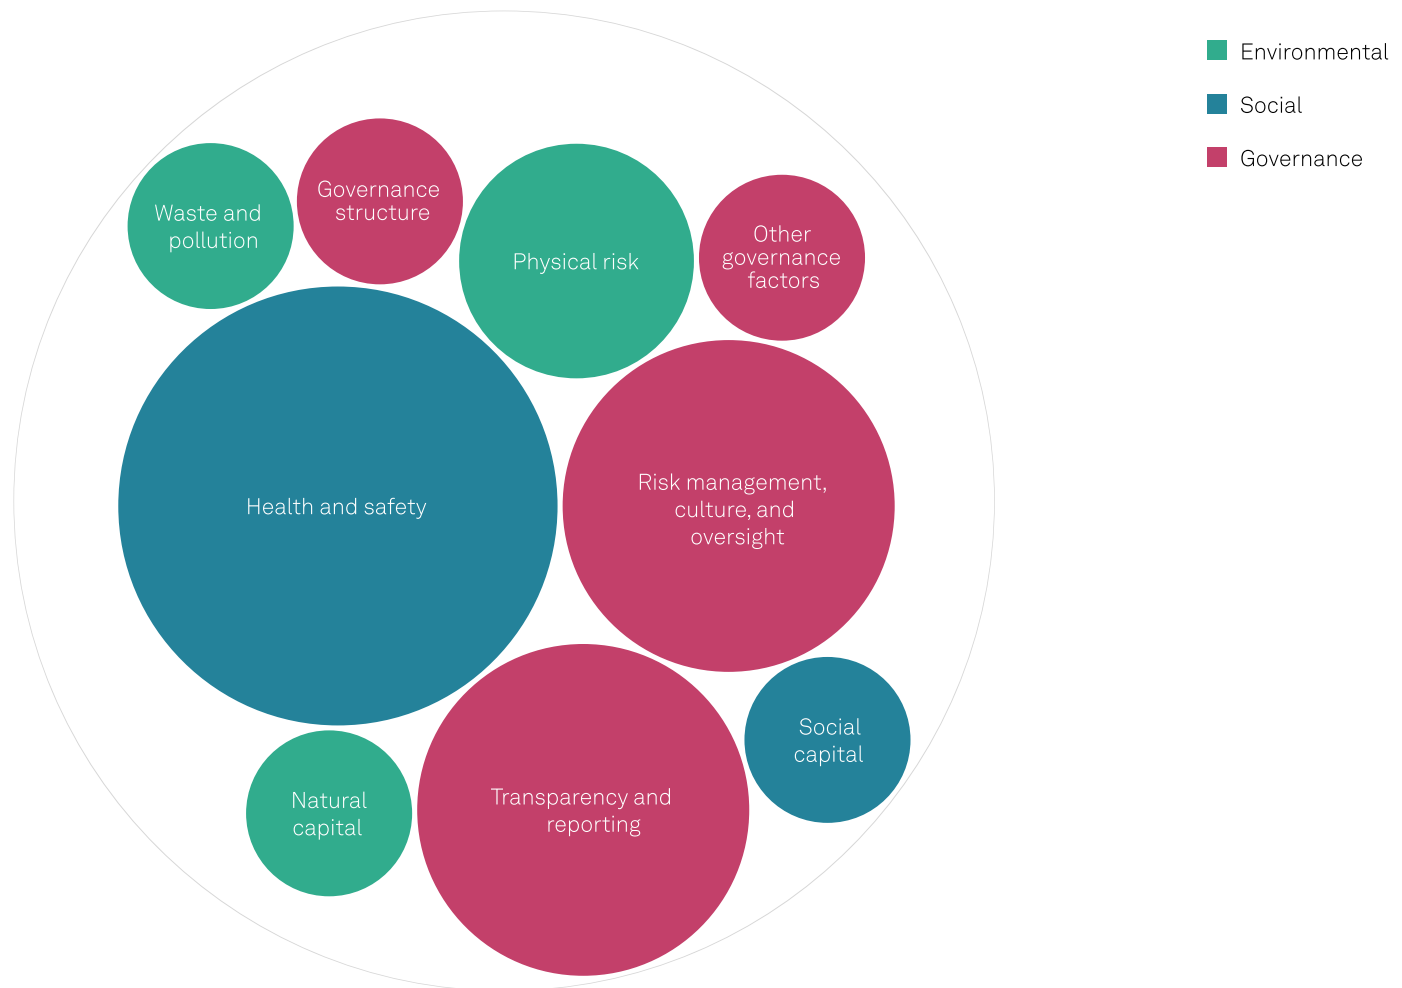 Environmental
Social
Governance
Waste and
pollution
Governance
structure
Physical risk
Other
governance
factors
Health and safety
Risk management,
culture, and
oversight
Natural
capital
Transparency and
reporting
Social
capital